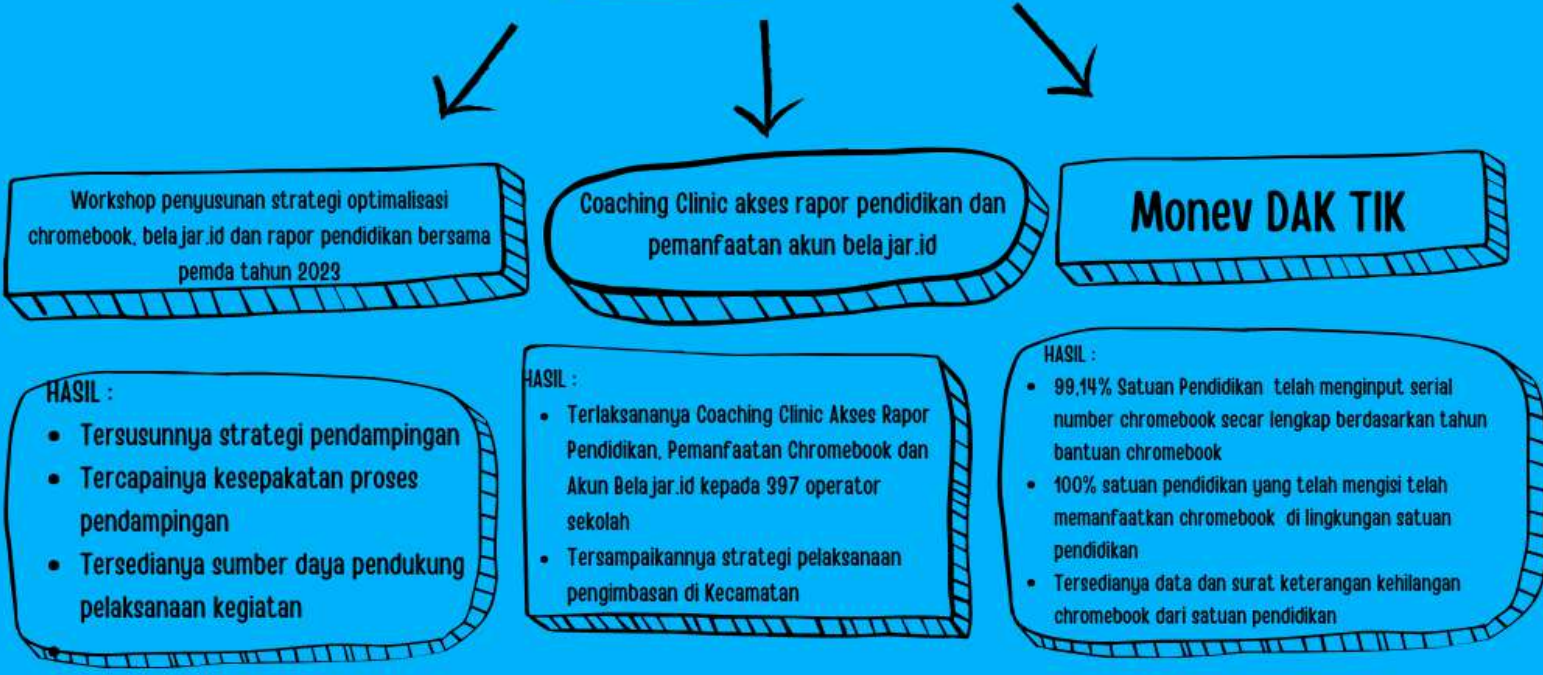 Workshop penyusunan strategi optimalisasi
chromebook, belajar.id dan rapor pendidikan bersama
pemda tahun 2023
Coaching Clinic akses rapor pendidikan dan
pemanfaatan akun belajar.id
Monev DAK TIK
HASIL :
• Tersusunnya strategi pendampingan
• Tercapainya kesepakatan proses
pendampingan
• Tersedianya sumber daya pendukung
pelaksanaan kegiatan
HASIL :
• Terlaksananya Coaching Clinic Akses Rapor
Pendidikan, Pemanfaatan Chromebook dan
Akun Belajar.id kepada 397 operator
sekolah
• Tersampaikannya strategi pelaksanaan
pengimbasan di Kecamatan
HASIL :
• 99,14% Satuan Pendidikan telah menginput serial
number chromebook secar lengkap berdasarkan tahun
bantuan chromebook
• 100% satuan pendidikan yang telah mengisi telah
memanfaatkan chromebook di lingkungan satuan
pendidikan
• Tersedianya data dan surat keterangan kehilangan
chromebook dari satuan pendidikan